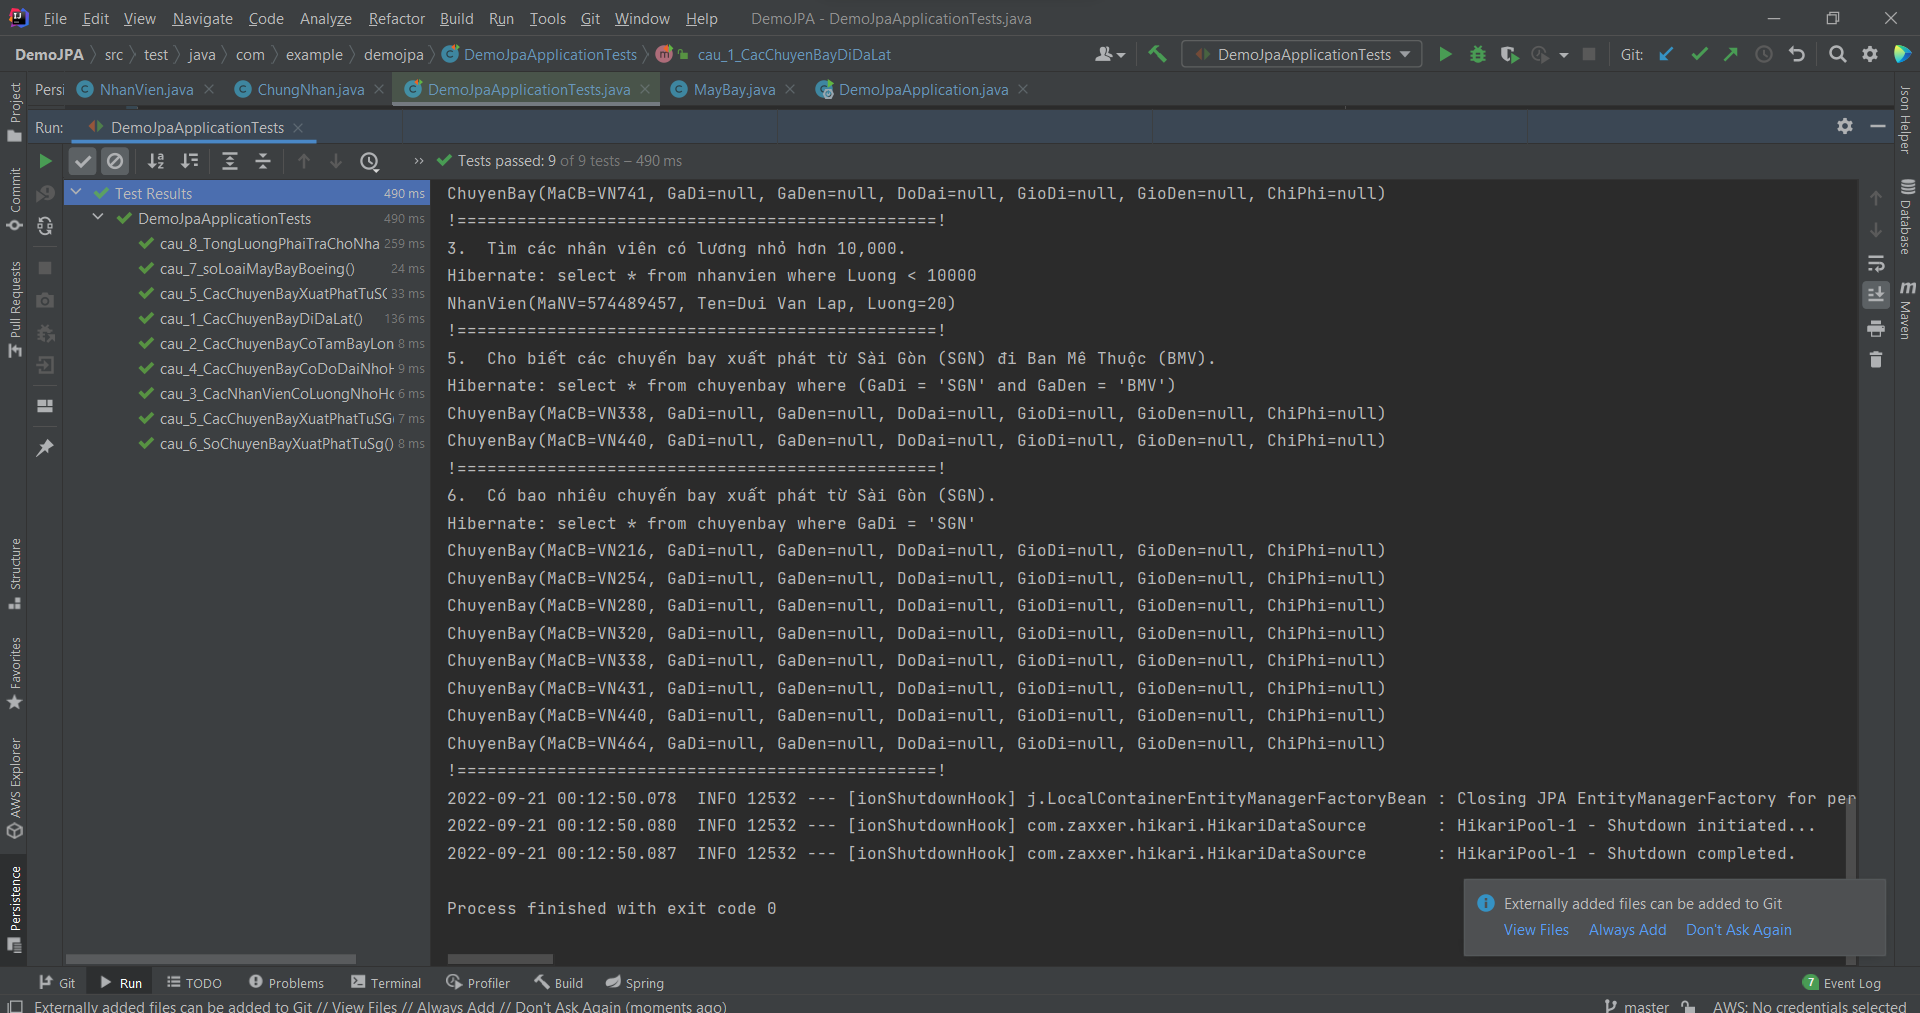 File Edit View Navigate Code Analyze Refactor Build Run Tools Git Window Help DemoJPA - DemoJpaApplicationTests.java
DemoJPA src test java com example demojpa DemoJpaApplicationTests cau_1_CacChuyenBayDiDaLat DemoJpaApplicationTests Git:
Persi NhanVien.java ChungNhan.java DemoJpaApplicationTests.java MayBay.java DemoJpaApplication.java
Run: DemoJpaApplicationTests
Tests passed: 9 of 9 tests – 490 ms
Test Results 490 ms
DemoJpaApplicationTests 490 ms
cau_8_TongLuongPhaiTraChoNha 259 ms
cau_7_soLoaiMayBayBoeing() 24 ms
cau_5_CacChuyenBayXuatPhatTuSG 33 ms
cau_1_CacChuyenBayDiDaLat() 136 ms
cau_2_CacChuyenBayCoTamBayLon 8 ms
cau_4_CacChuyenBayCoDoDaiNhoH 9 ms
cau_3_CacNhanVienCoLuongNhoHo 6 ms
cau_5_CacChuyenBayXuatPhatTuSG 7 ms
cau_6_SoChuyenBayXuatPhatTuSg() 8 ms
ChuyenBay(MaCB=VN741, GaDi=null, GaDen=null, DoDai=null, GioDi=null, GioDen=null, ChiPhi=null)
!================================================!
3.  Tìm các nhân viên có lương nhỏ hơn 10,000.
Hibernate: select * from nhanvien where Luong < 10000
NhanVien(MaNV=574489457, Ten=Dui Van Lap, Luong=20)
!================================================!
5.  Cho biết các chuyến bay xuất phát từ Sài Gòn (SGN) đi Ban Mê Thuộc (BMV).
Hibernate: select * from chuyenbay where (GaDi = 'SGN' and GaDen = 'BMV')
ChuyenBay(MaCB=VN338, GaDi=null, GaDen=null, DoDai=null, GioDi=null, GioDen=null, ChiPhi=null)
ChuyenBay(MaCB=VN440, GaDi=null, GaDen=null, DoDai=null, GioDi=null, GioDen=null, ChiPhi=null)
!================================================!
6.  Có bao nhiêu chuyến bay xuất phát từ Sài Gòn (SGN).
Hibernate: select * from chuyenbay where GaDi = 'SGN'
ChuyenBay(MaCB=VN216, GaDi=null, GaDen=null, DoDai=null, GioDi=null, GioDen=null, ChiPhi=null)
ChuyenBay(MaCB=VN254, GaDi=null, GaDen=null, DoDai=null, GioDi=null, GioDen=null, ChiPhi=null)
ChuyenBay(MaCB=VN280, GaDi=null, GaDen=null, DoDai=null, GioDi=null, GioDen=null, ChiPhi=null)
ChuyenBay(MaCB=VN320, GaDi=null, GaDen=null, DoDai=null, GioDi=null, GioDen=null, ChiPhi=null)
ChuyenBay(MaCB=VN338, GaDi=null, GaDen=null, DoDai=null, GioDi=null, GioDen=null, ChiPhi=null)
ChuyenBay(MaCB=VN431, GaDi=null, GaDen=null, DoDai=null, GioDi=null, GioDen=null, ChiPhi=null)
ChuyenBay(MaCB=VN440, GaDi=null, GaDen=null, DoDai=null, GioDi=null, GioDen=null, ChiPhi=null)
ChuyenBay(MaCB=VN464, GaDi=null, GaDen=null, DoDai=null, GioDi=null, GioDen=null, ChiPhi=null)
!================================================!
2022-09-21 00:12:50.078  INFO 12532 --- [ionShutdownHook] j.LocalContainerEntityManagerFactoryBean : Closing JPA EntityManagerFactory for per
2022-09-21 00:12:50.080  INFO 12532 --- [ionShutdownHook] com.zaxxer.hikari.HikariDataSource       : HikariPool-1 - Shutdown initiated...
2022-09-21 00:12:50.087  INFO 12532 --- [ionShutdownHook] com.zaxxer.hikari.HikariDataSource       : HikariPool-1 - Shutdown completed.
Process finished with exit code 0
Externally added files can be added to Git
View Files Always Add Don't Ask Again
Project
Commit
Pull Requests
Structure
Favorites
AWS Explorer
Persistence
Json Helper
Database
m Maven
Git Run TODO Problems Terminal Profiler Build Spring 7 Event Log
Externally added files can be added to Git // View Files // Always Add // Don't Ask Again (moments ago) master AWS: No credentials selected